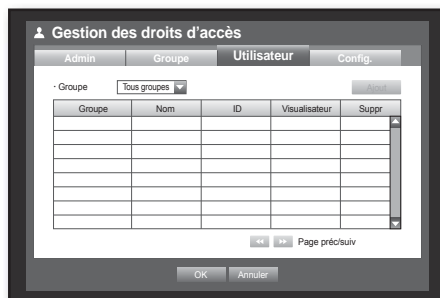 Gestion des droits d'accès
Admin Groupe Utilisateur Config.
· Groupe Tous groupes Ajout
Groupe Nom ID Visualisateur Suppr
Page préc/suiv
OK Annuler